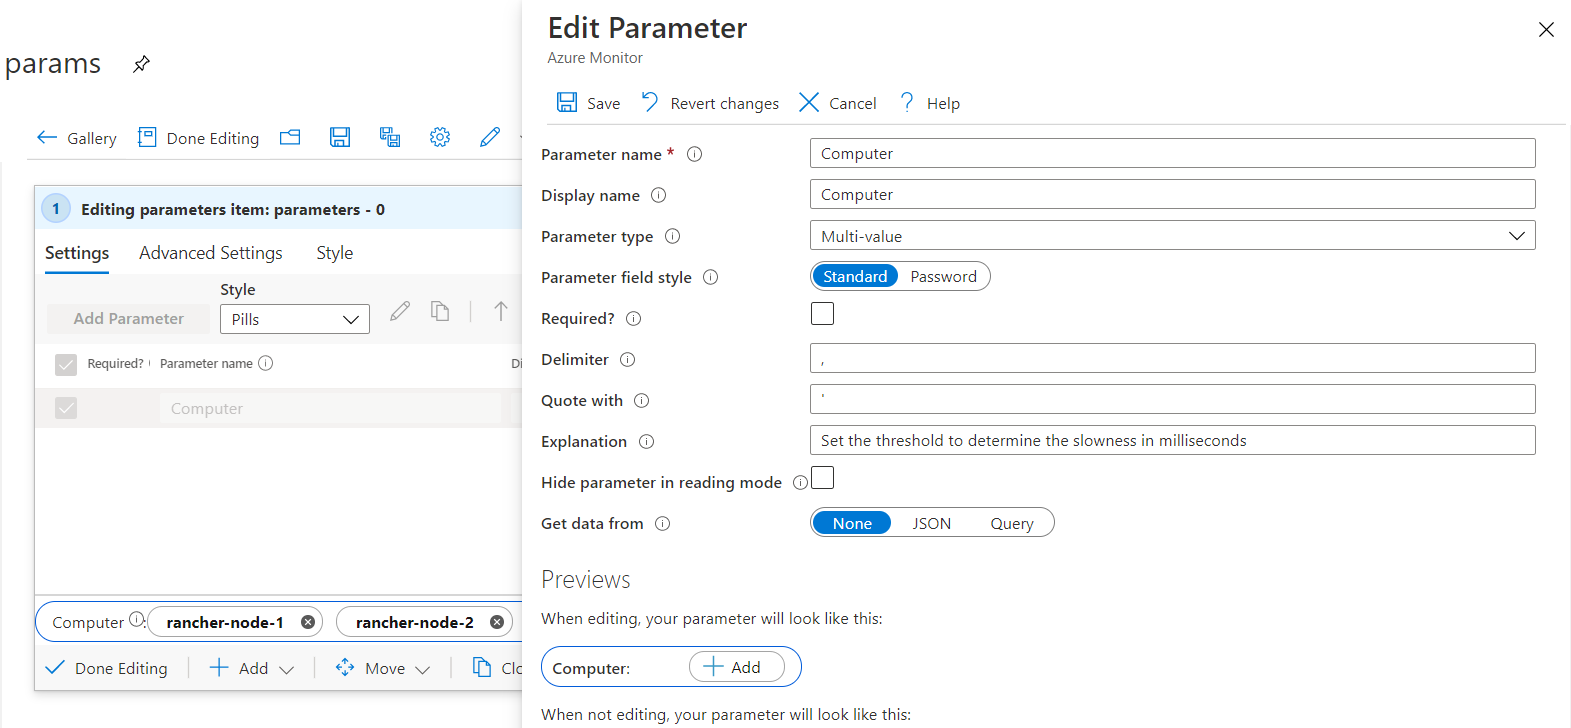 params
Gallery
Done Editing
1
Editing parameters item: parameters - 0
Settings
Advanced Settings
Style
Style
Add Parameter
Pills
Required?
Parameter name
Di
Computer
Computer
:
rancher-node-1
rancher-node-2
Done Editing
Add
Move
Clo
Edit Parameter
Azure Monitor
Save
Revert changes
Cancel
Help
Parameter name *
Computer
Display name
Computer
Parameter type
Multi-value
Parameter field style
Standard
Password
Required?
Delimiter
,
Quote with
'
Explanation
Set the threshold to determine the slowness in milliseconds
Hide parameter in reading mode
Get data from
None
JSON
Query
Previews
When editing, your parameter will look like this:
Computer:
Add
When not editing, your parameter will look like this: